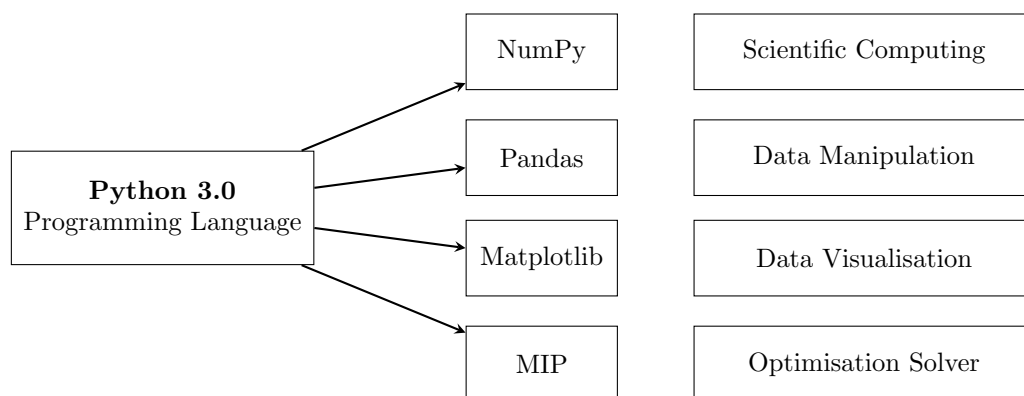 NumPy
Scientific Computing
Pandas
Data Manipulation
Python 3.0
Programming Language
Matplotlib
Data Visualisation
MIP
Optimisation Solver